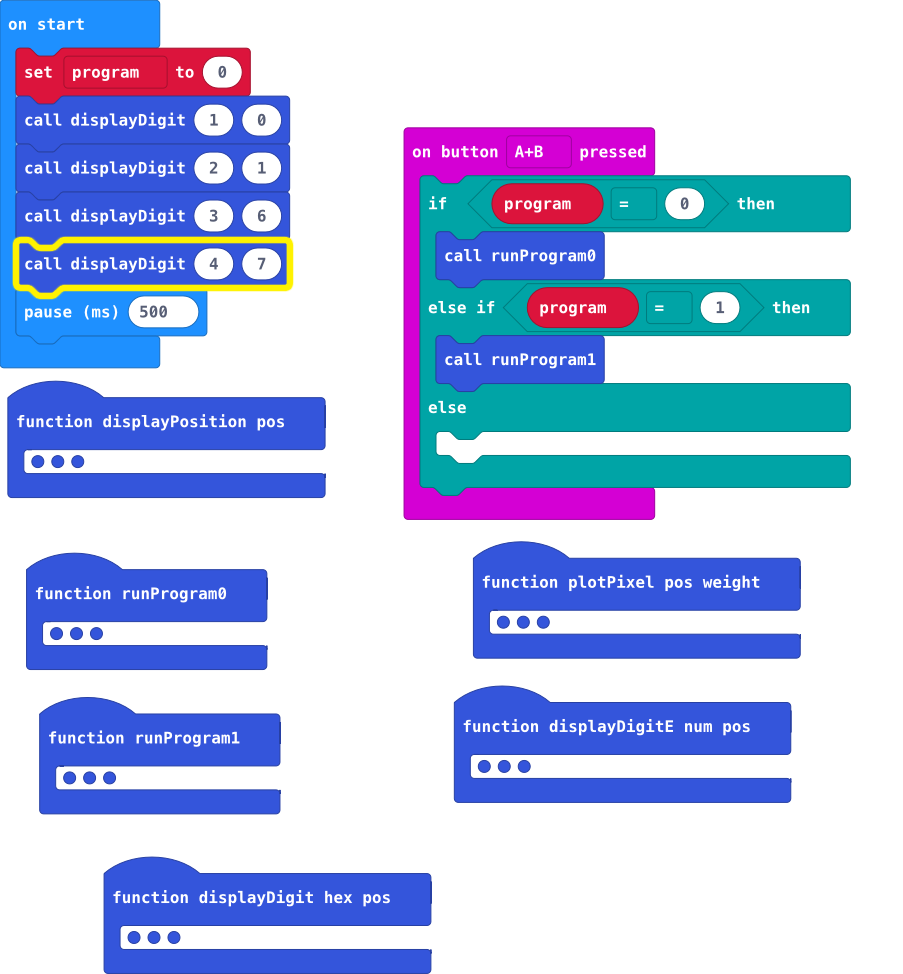 on start
set program to 0
call displayDigit 1 0
call displayDigit 2 1
call displayDigit 3 6
call displayDigit 4 7
pause (ms) 500
on button A+B pressed
if program = 0 then
call runProgram0
else if program = 1 then
call runProgram1
else
function displayPosition pos
function runProgram0
function plotPixel pos weight
function runProgram1
function displayDigitE num pos
function displayDigit hex pos